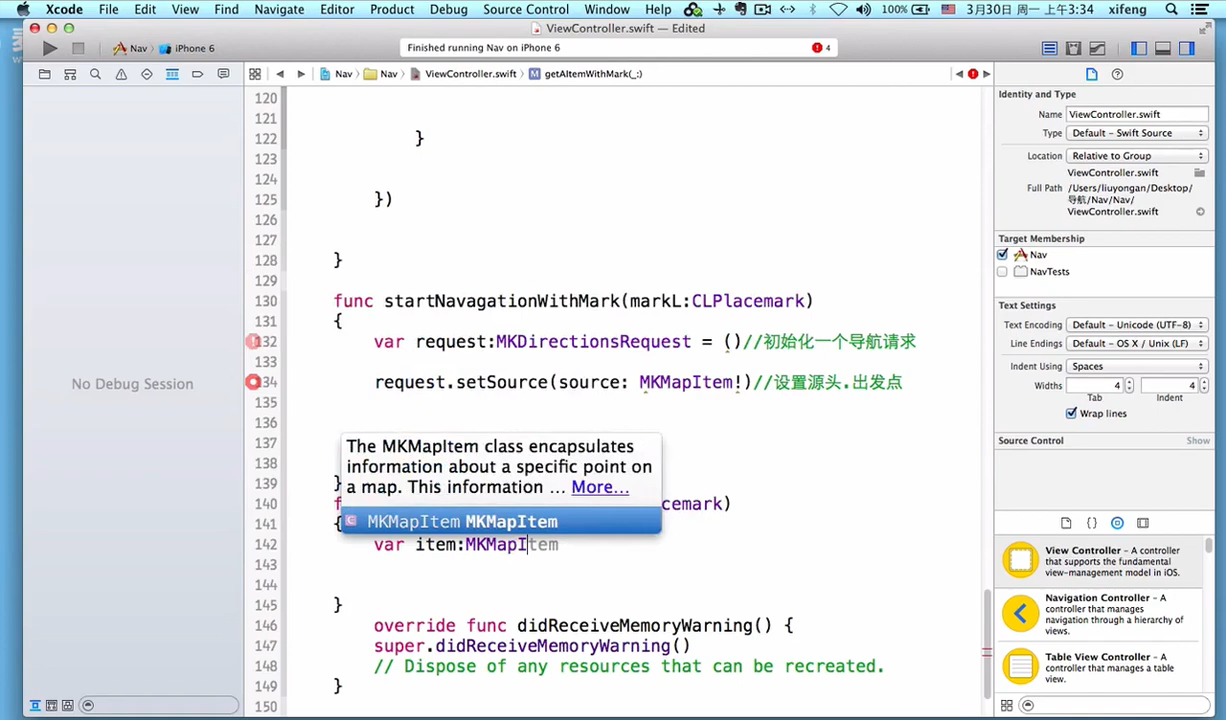 Xcode File Edit View Find Navigate Editor Product Debug Source Control Window Help 100% 3月30日 周一 上午3:34 xifeng
ViewController.swift — Edited
Nav iPhone 6 Finished running Nav on iPhone 6 4
Nav Nav ViewController.swift getAItemWithMark(_:)
120
121
122 }
123
124
125 })
126
127
128 }
129
130 func startNavagationWithMark(markL:CLPlacemark)
131 {
132 var request:MKDirectionsRequest = ()//初始化一个导航请求
133
134 request.setSource(source: MKMapItem!)//设置源头.出发点
135
136
137
138
139 }
The MKMapItem class encapsulates
information about a specific point on
a map. This information … More…
140 cemark)
MKMapItem MKMapItem
141 {
142 var item:MKMapItem
143
144
145 }
146 override func didReceiveMemoryWarning() {
147 super.didReceiveMemoryWarning()
148 // Dispose of any resources that can be recreated.
149 }
150
No Debug Session
Identity and Type
Name ViewController.swift
Type Default - Swift Source
Location Relative to Group
ViewController.swift
Full Path /Users/liuyongan/Desktop/
导航/Nav/Nav/
ViewController.swift
Target Membership
Nav
NavTests
Text Settings
Text Encoding Default - Unicode (UTF-8)
Line Endings Default - OS X / Unix (LF)
Indent Using Spaces
Widths 4 4
Tab Indent
Wrap lines
Source Control Show
{}
View Controller - A controller
that supports the fundamental
view-management model in iOS.
Navigation Controller - A
controller that manages
navigation through a hierarchy of
views.
Table View Controller - A
controller that manages a table
view.